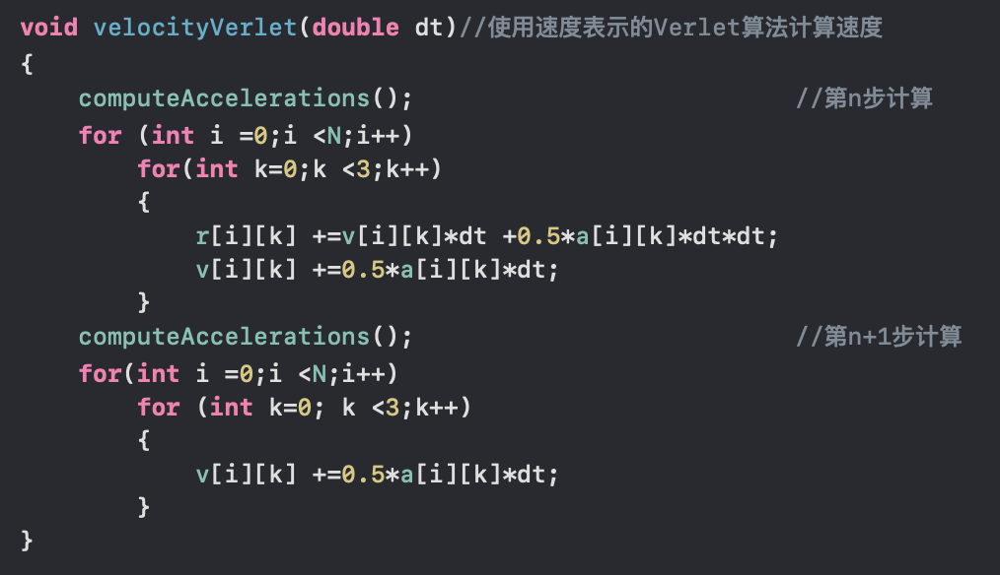 void velocityVerlet(double dt)//使用速度表示的Verlet算法计算速度
{
    computeAccelerations();                          //第n步计算
    for (int i =0;i <N;i++)
        for(int k=0;k <3;k++)
        {
            r[i][k] +=v[i][k]*dt +0.5*a[i][k]*dt*dt;
            v[i][k] +=0.5*a[i][k]*dt;
        }
    computeAccelerations();                          //第n+1步计算
    for(int i =0;i <N;i++)
        for (int k=0; k <3;k++)
        {
            v[i][k] +=0.5*a[i][k]*dt;
        }
}